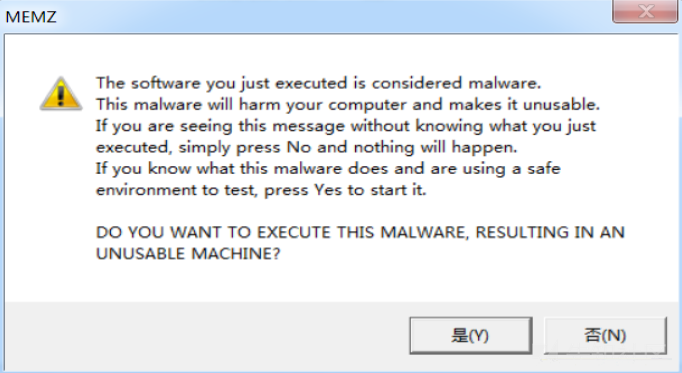 MEMZ
The software you just executed is considered malware.
This malware will harm your computer and makes it unusable.
If you are seeing this message without knowing what you just
executed, simply press No and nothing will happen.
If you know what this malware does and are using a safe
environment to test, press Yes to start it.
DO YOU WANT TO EXECUTE THIS MALWARE, RESULTING IN AN
UNUSABLE MACHINE?
是(Y)
否(N)